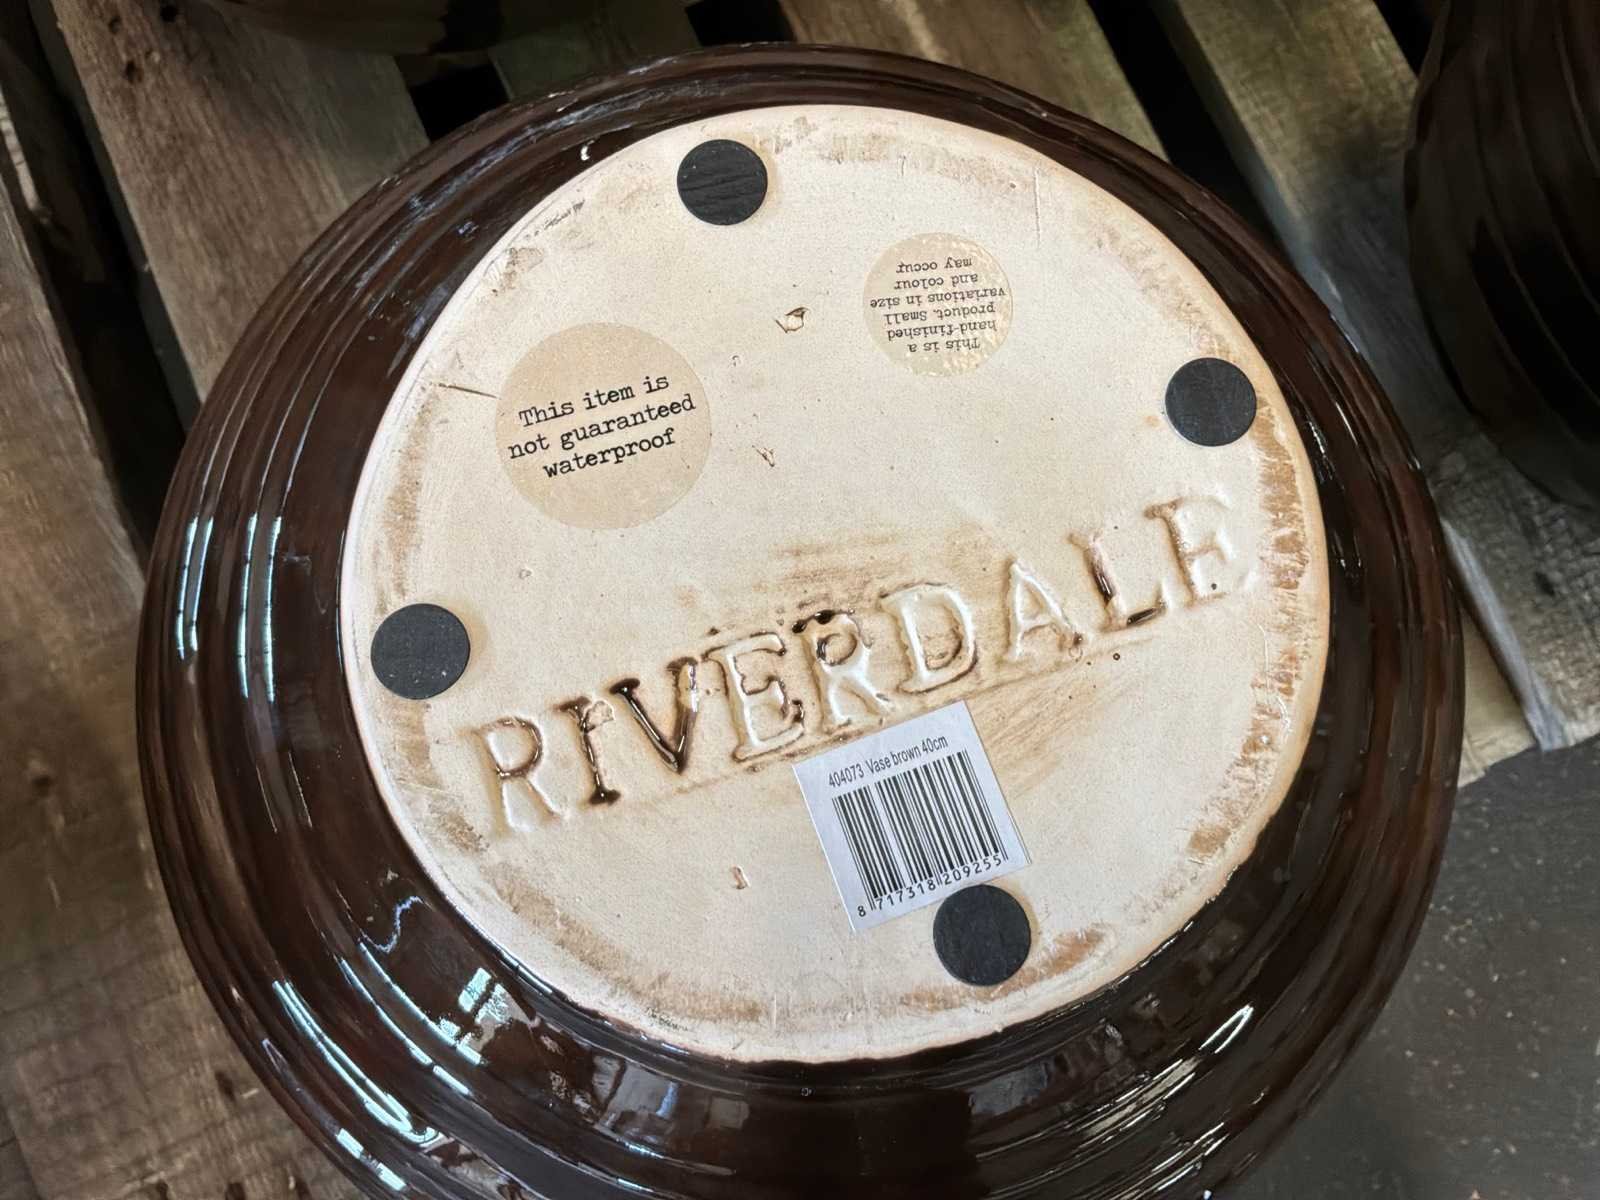 This is a
hand-finished
product. Small
variations in size
and colour
may occur
This item is
not guaranteed
waterproof
RIVERDALE
404073 Vase brown 40cm
8 717318 209255